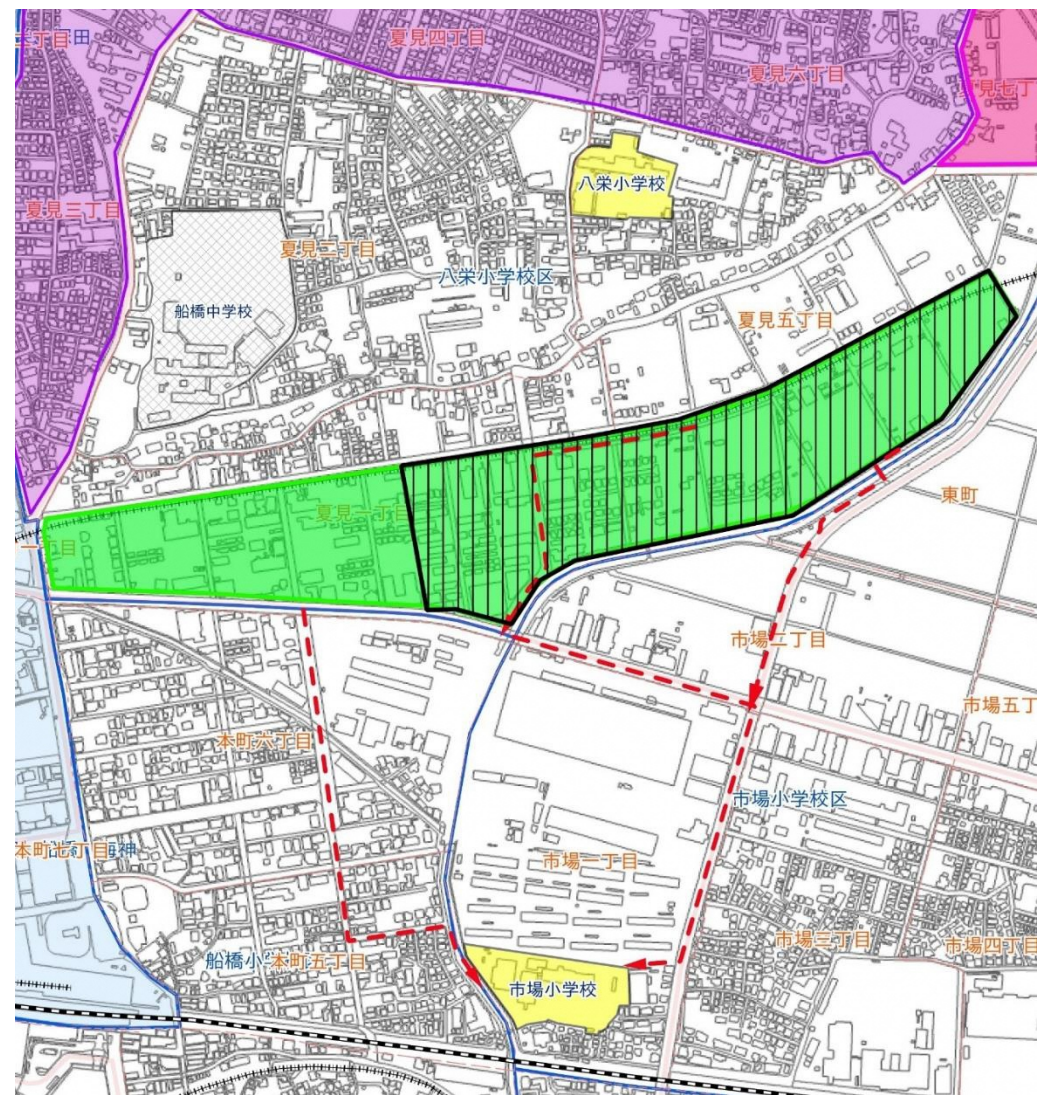 夏見四丁目
夏見六丁目
八栄小学校
夏見三丁目
夏見二丁目
八栄小学校区
船橋中学校
夏見五丁目
夏見一丁目
東町
一丁目
市場二丁目
市場五丁
本町六丁目
市場小学校区
本町七丁目
海神
市場一丁目
市場三丁目
市場四丁目
船橋小
本町五丁目
市場小学校